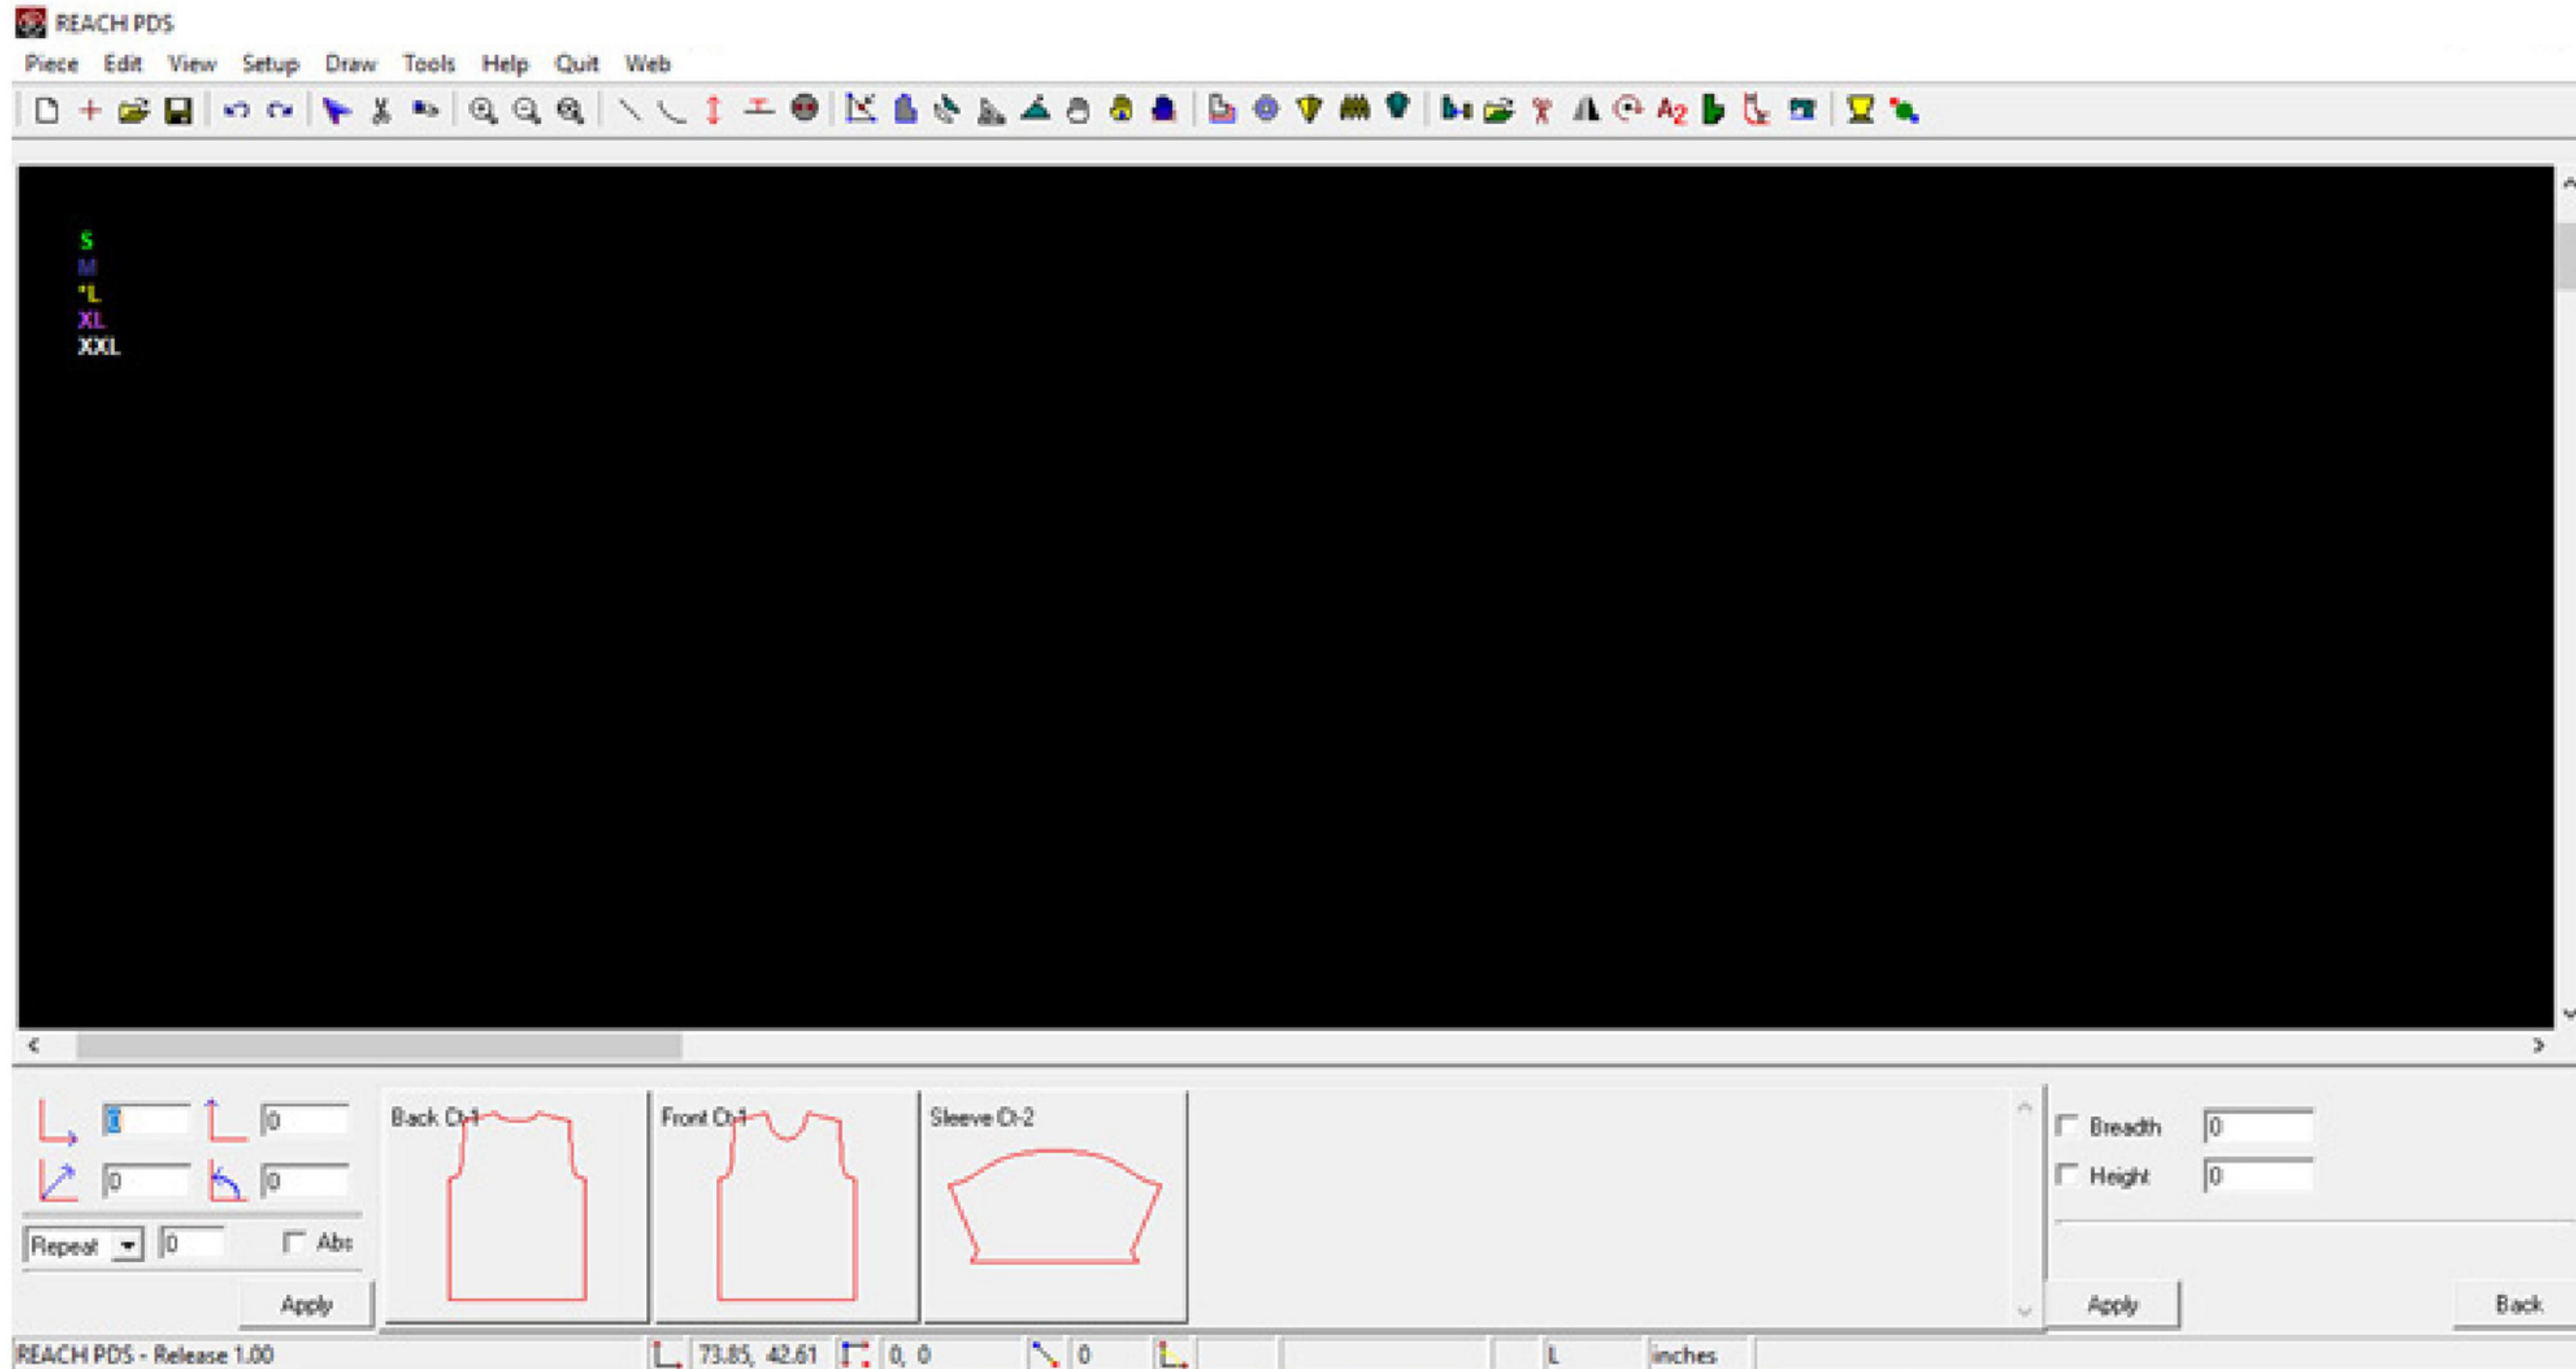 REACH PDS
Piece Edit View Setup Draw Tools Help Quit Web
A2
S
M
*L
XL
XXL
0 0
0 0
Repeat 0 Abs
Apply
Back Ct-1
Front Ct-1
Sleeve Ct-2
Breadth 0
Height 0
Apply Back
REACH PDS - Release 1.00 73.85, 42.61 0, 0 0 L inches